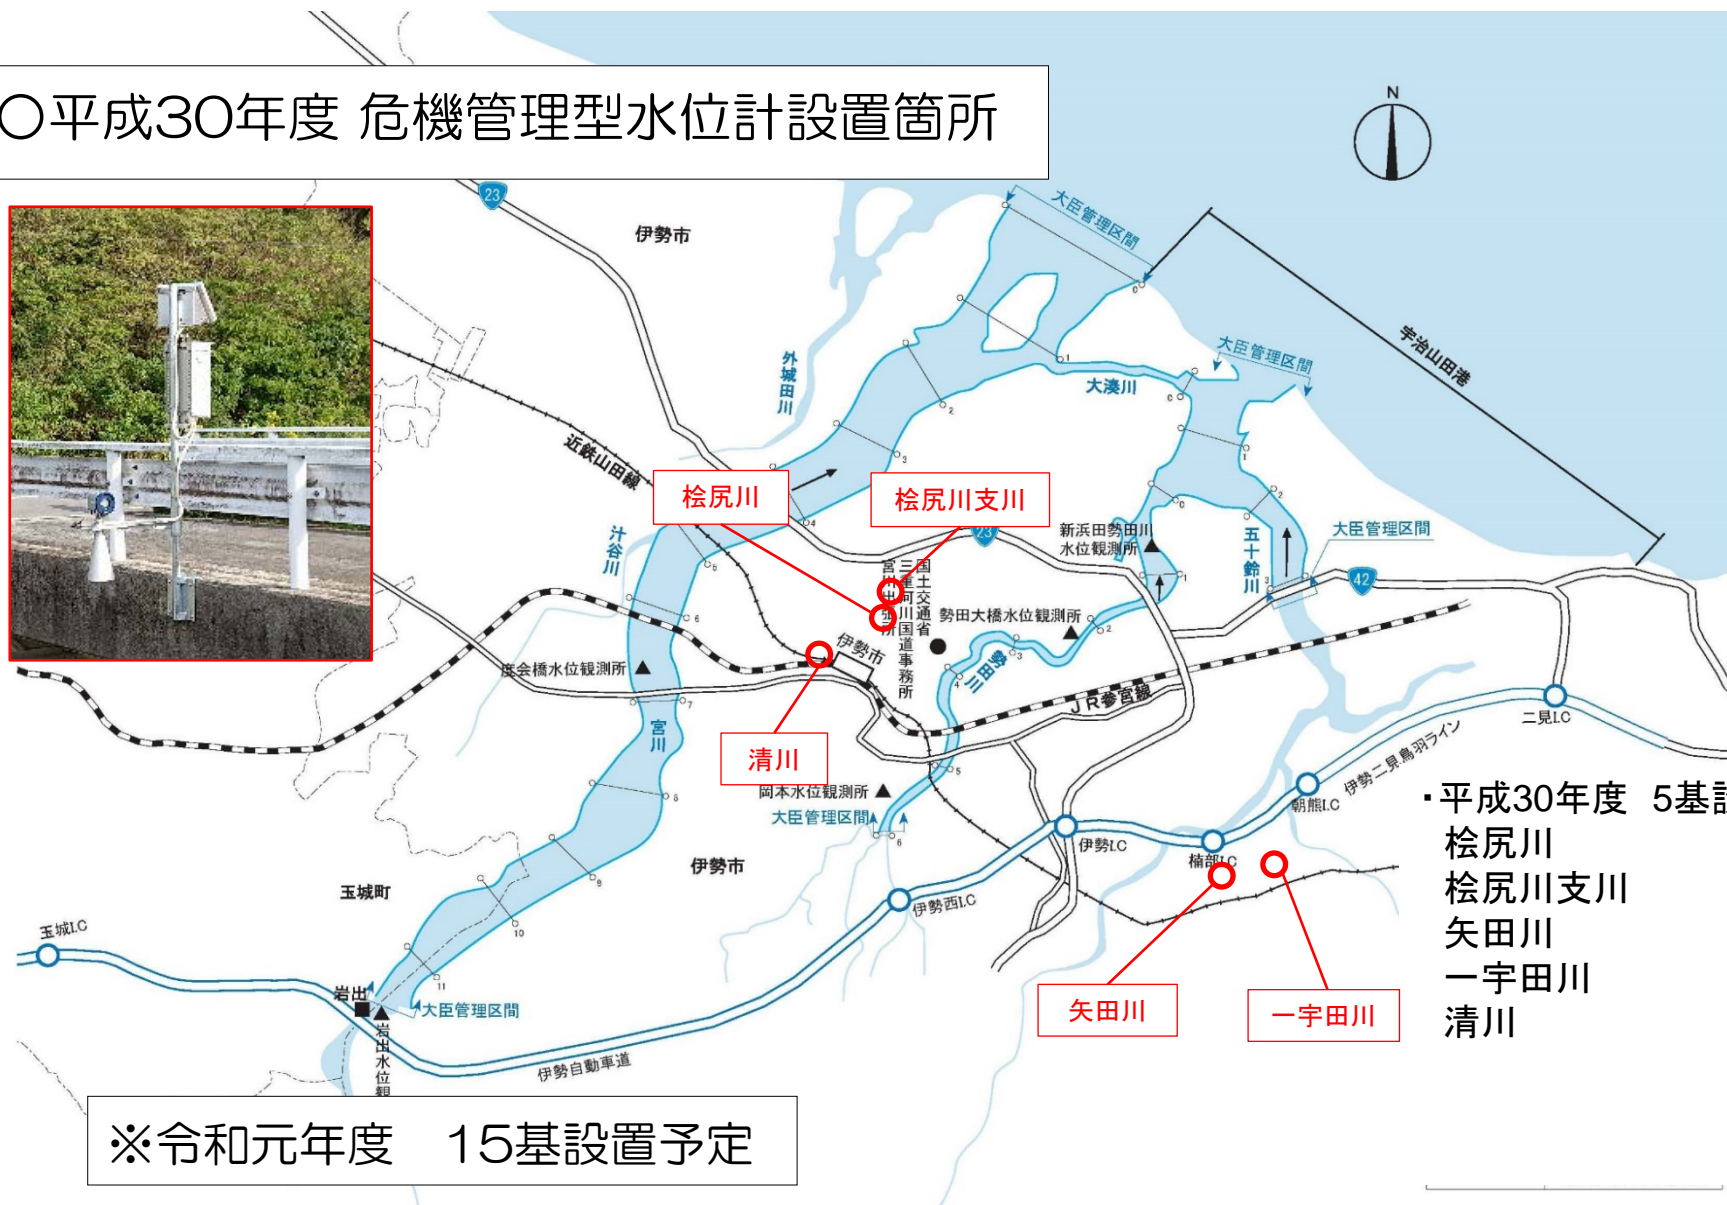 〇平成30年度 危機管理型水位計設置箇所
N
23
伊勢市
大臣管理区間
宇治山田港
外城田川
大湊川
大臣管理区間
近鉄山田線
桧尻川
桧尻川支川
汁谷川
23
新浜田勢田川
水位観測所
五十鈴川
大臣管理区間
42
国土交通省
三重河川国道事務所
宮川出張所
勢田大橋水位観測所
伊勢市
度会橋水位観測所
勢田川
JR参宮線
宮川
清川
二見I.C
岡本水位観測所
大臣管理区間
伊勢二見鳥羽ライン
朝熊I.C
伊勢I.C
楠部I.C
伊勢市
玉城町
伊勢西I.C
玉城I.C
岩出
大臣管理区間
岩出水位観
伊勢自動車道
矢田川
一宇田川
・平成30年度 5基設
桧尻川
桧尻川支川
矢田川
一宇田川
清川
※令和元年度 15基設置予定